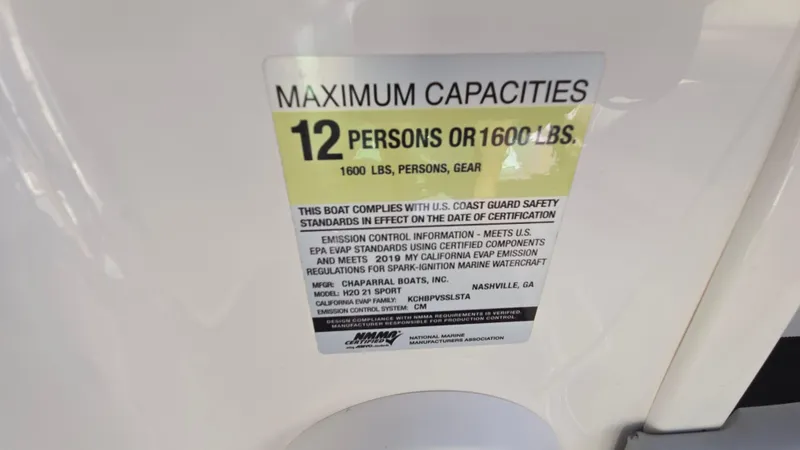 MAXIMUM CAPACITIES
12 PERSONS OR 1600 LBS.
1600 LBS, PERSONS, GEAR
THIS BOAT COMPLIES WITH U.S. COAST GUARD SAFETY
STANDARDS IN EFFECT ON THE DATE OF CERTIFICATION
EMISSION CONTROL INFORMATION - MEETS U.S.
EPA EVAP STANDARDS USING CERTIFIED COMPONENTS
AND MEETS 2019 MY CALIFORNIA EVAP EMISSION
REGULATIONS FOR SPARK-IGNITION MARINE WATERCRAFT
MFGR: CHAPARRAL BOATS, INC. NASHVILLE, GA
MODEL: H2O 21 SPORT
CALIFORNIA EVAP FAMILY: KCHBPVSSLSTA
EMISSION CONTROL SYSTEM: CM
DESIGN COMPLIANCE WITH NMMA REQUIREMENTS IS VERIFIED.
MANUFACTURER RESPONSIBLE FOR PRODUCTION CONTROL.
NMMA
CERTIFIED
NATIONAL MARINE
MANUFACTURERS ASSOCIATION